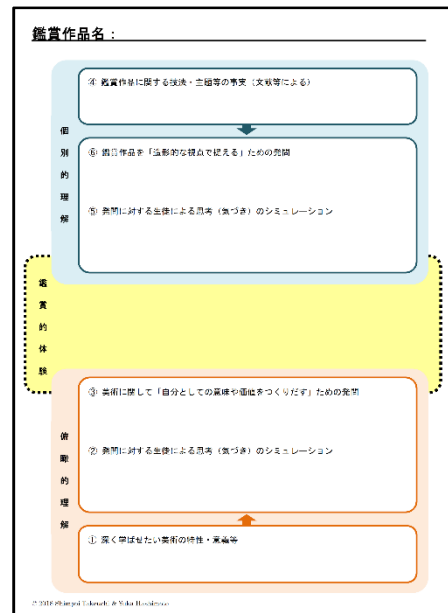 鑑賞作品名：
④ 鑑賞作品に関する技法・主題等の事実（文献等による）
個別的理解
⑥ 鑑賞作品を「造形的な視点で捉える」ための発問
⑤ 発問に対する生徒による思考（気づき）のシミュレーション
鑑賞的体験
③ 美術に関して「自分としての意味や価値をつくりだす」ための発問
俯瞰的理解
② 発問に対する生徒による思考（気づき）のシミュレーション
① 深く学ばせたい美術の特性・意義等
© 2018 Shinya Takeuchi & Yuka Hashimoto